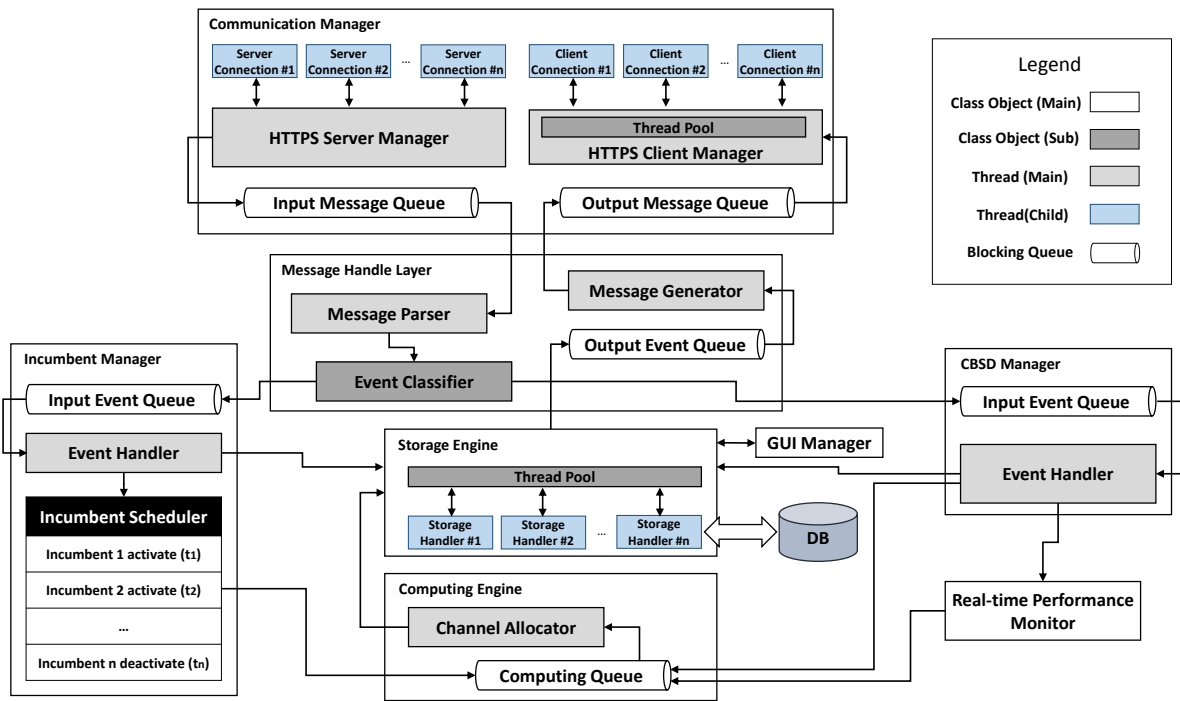 Communication Manager
Server
Connection #1
Server
Connection #2
...
Server
Connection #n
Client
Connection #1
Client
Connection #2
...
Client
Connection #n
HTTPS Server Manager
Thread Pool
HTTPS Client Manager
Input Message Queue
Output Message Queue
Legend
Class Object (Main)
Class Object (Sub)
Thread (Main)
Thread(Child)
Blocking Queue
Message Handle Layer
Message Generator
Message Parser
Output Event Queue
Event Classifier
Incumbent Manager
Input Event Queue
Event Handler
Incumbent Scheduler
Incumbent 1 activate (t1)
Incumbent 2 activate (t2)
...
Incumbent n deactivate (tn)
Storage Engine
Thread Pool
Storage
Handler #1
Storage
Handler #2
...
Storage
Handler #n
GUI Manager
DB
Computing Engine
Channel Allocator
Computing Queue
CBSD Manager
Input Event Queue
Event Handler
Real-time Performance
Monitor